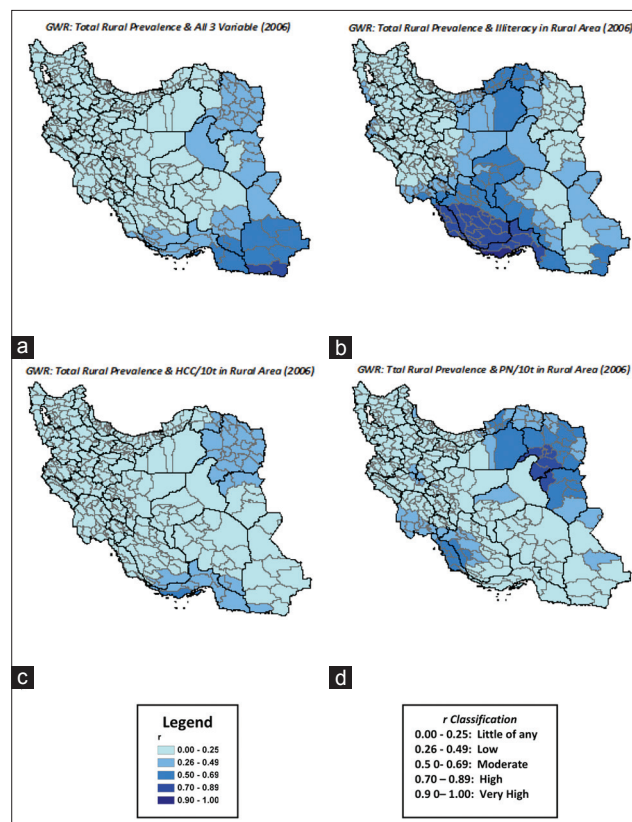 GWR: Total Rural Prevalence & All 3 Variable (2006)
GWR: Total Rural Prevalence & Illiteracy in Rural Area (2006)
a
b
GWR: Total Rural Prevalence & HCC/10t in Rural Area (2006)
GWR: Ttal Rural Prevalence & PN/10t in Rural Area (2006)
c
d
Legend
r
0.00 - 0.25
0.26 - 0.49
0.50 - 0.69
0.70 - 0.89
0.90 - 1.00
r Classification
0.00 - 0.25: Little of any
0.26 - 0.49: Low
0.5 0- 0.69: Moderate
0.70 – 0.89: High
0.9 0– 1.00: Very High